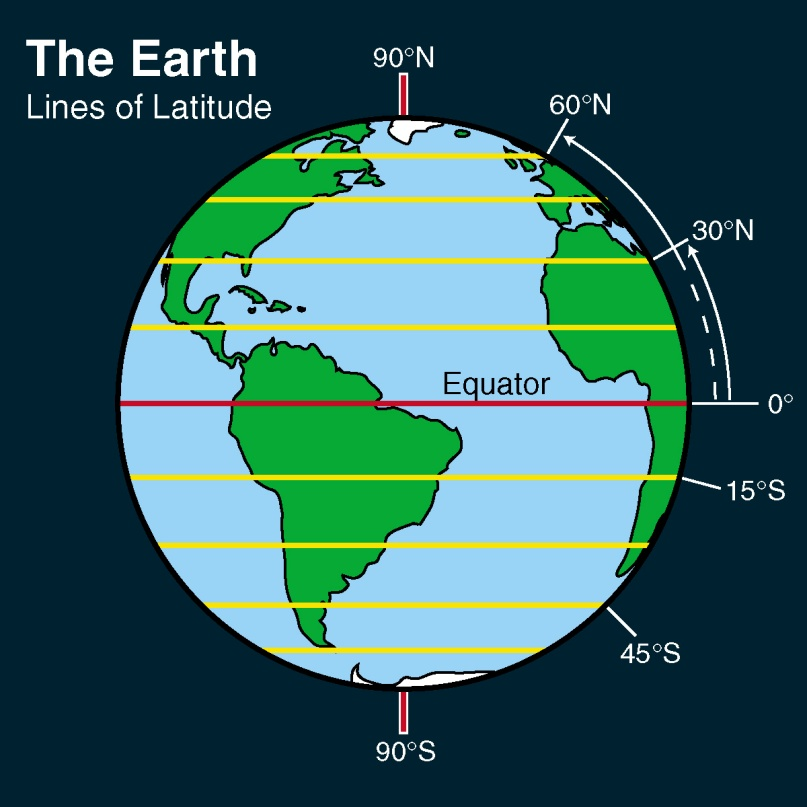 The Earth
Lines of Latitude
90°N
60°N
30°N
Equator
0°
15°S
45°S
90°S